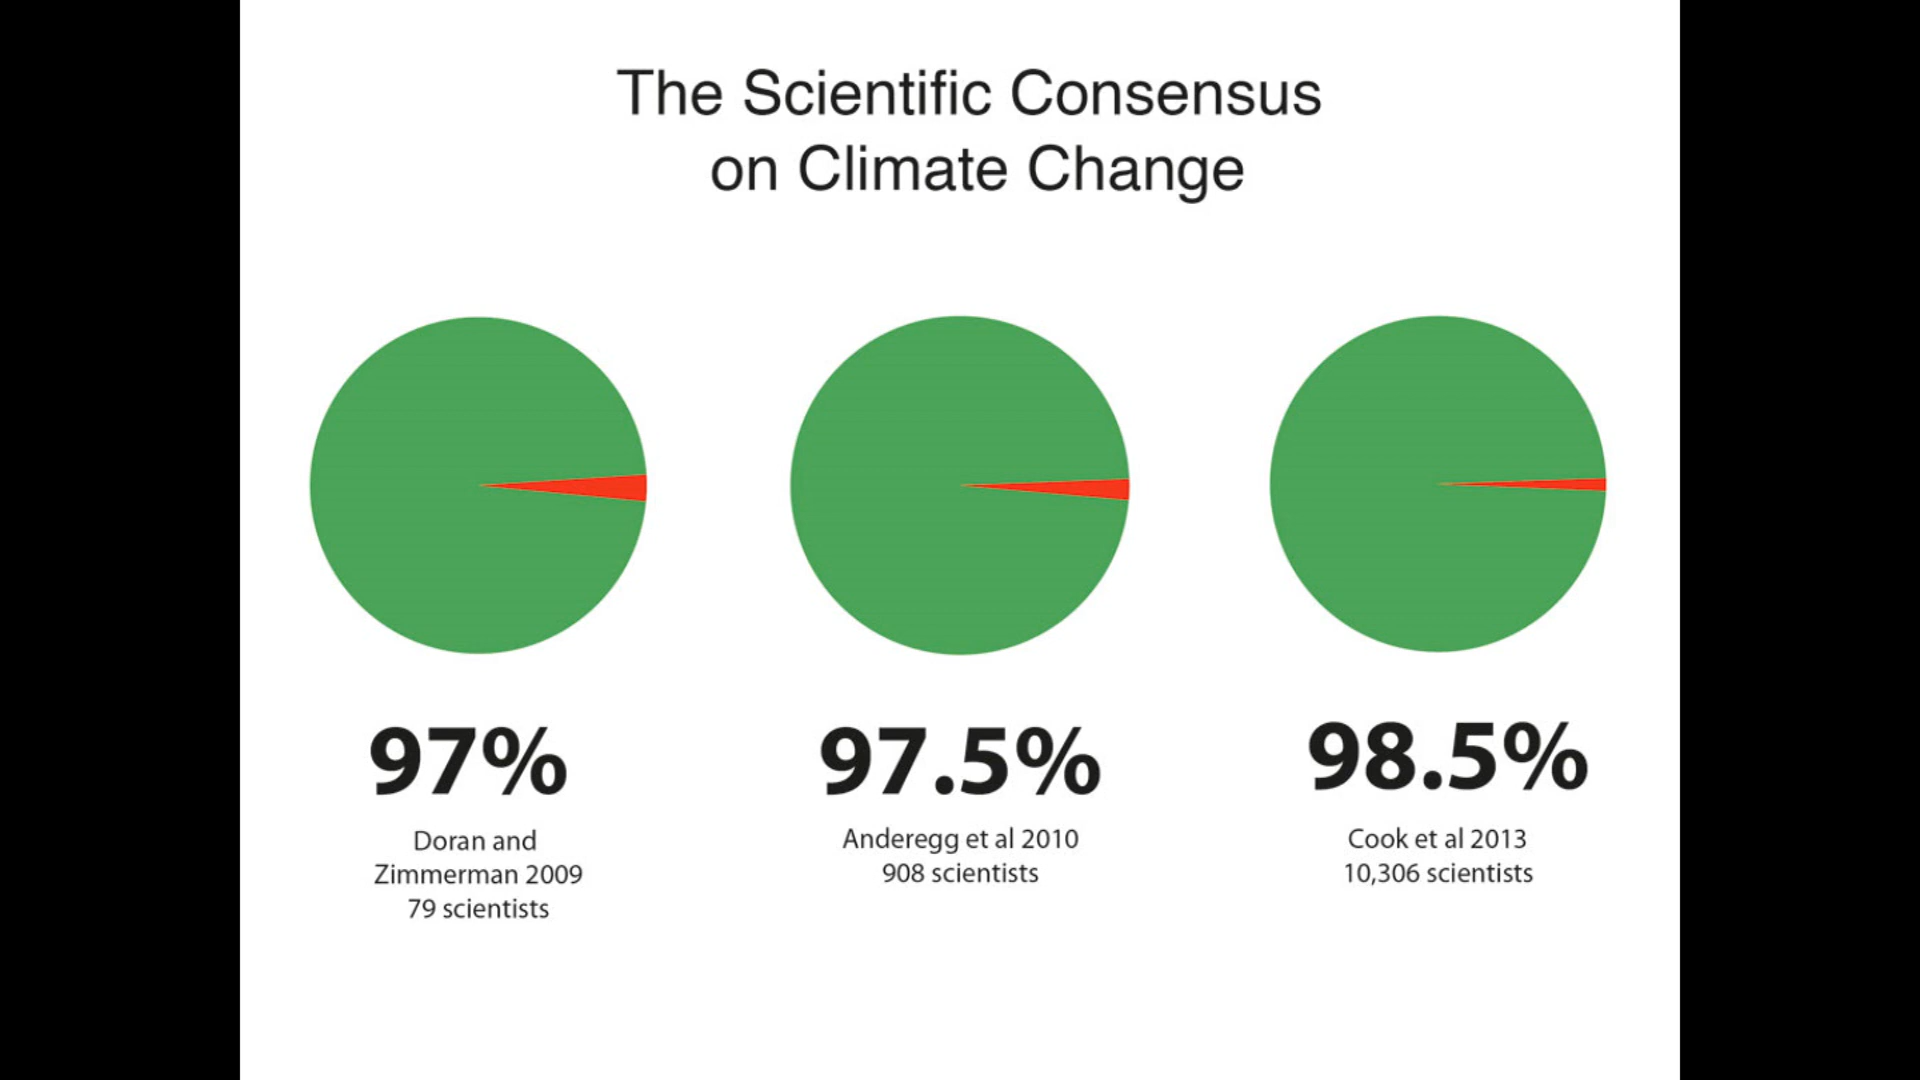 The Scientific Consensus
on Climate Change
97%
Doran and
Zimmerman 2009
79 scientists
97.5%
Anderegg et al 2010
908 scientists
98.5%
Cook et al 2013
10,306 scientists